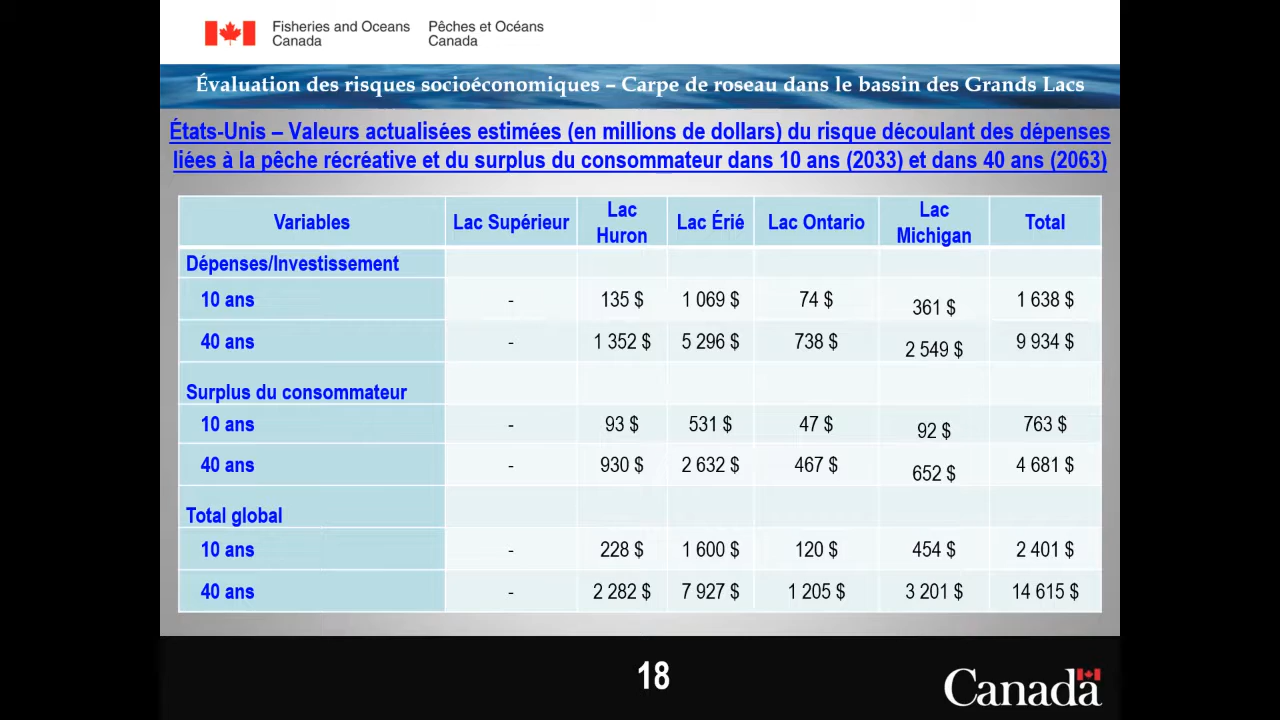 Fisheries and Oceans Pêches et Océans
Canada Canada
Évaluation des risques socioéconomiques – Carpe de roseau dans le bassin des Grands Lacs
États-Unis – Valeurs actualisées estimées (en millions de dollars) du risque découlant des dépenses
liées à la pêche récréative et du surplus du consommateur dans 10 ans (2033) et dans 40 ans (2063)
Variables Lac Supérieur Lac Huron Lac Érié Lac Ontario Lac Michigan Total
Dépenses/Investissement
10 ans - 135 $ 1 069 $ 74 $ 361 $ 1 638 $
40 ans - 1 352 $ 5 296 $ 738 $ 2 549 $ 9 934 $
Surplus du consommateur
10 ans - 93 $ 531 $ 47 $ 92 $ 763 $
40 ans - 930 $ 2 632 $ 467 $ 652 $ 4 681 $
Total global
10 ans - 228 $ 1 600 $ 120 $ 454 $ 2 401 $
40 ans - 2 282 $ 7 927 $ 1 205 $ 3 201 $ 14 615 $
18
Canada